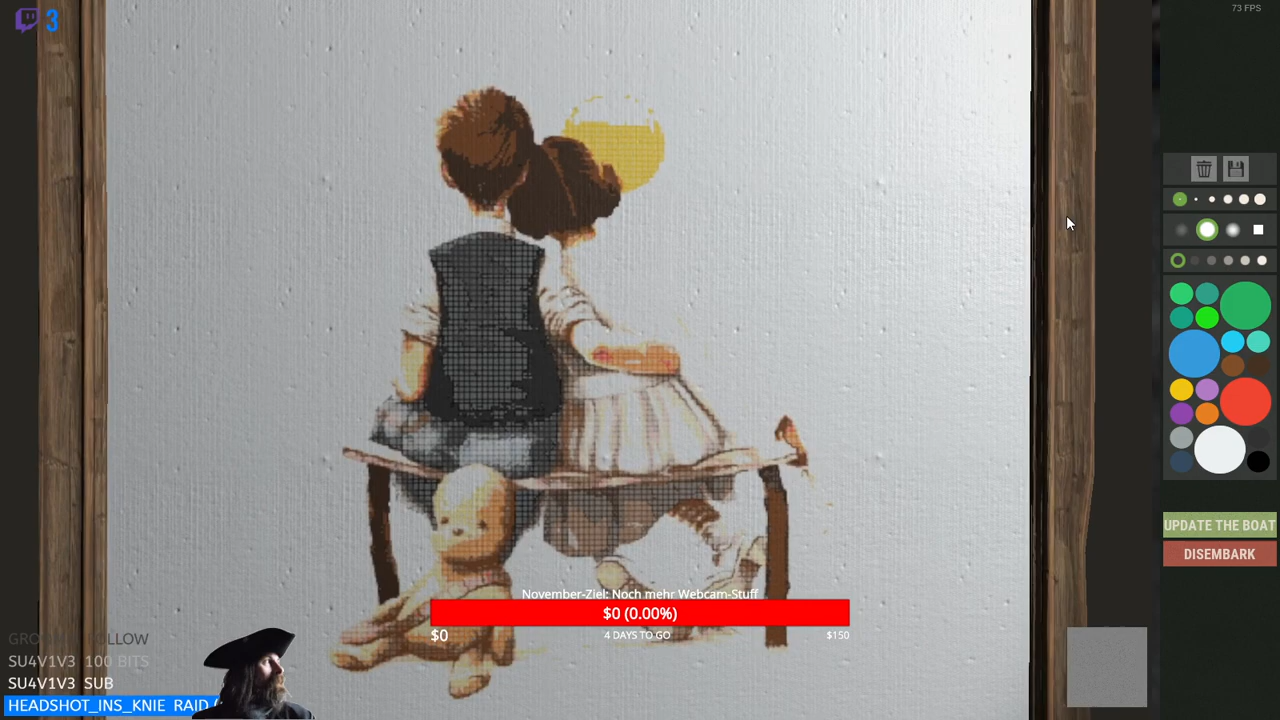 3
73 FPS
UPDATE THE BOAT
DISEMBARK
November-Ziel: Noch mehr Webcam-Stuff
$0 (0.00%)
$0
4 DAYS TO GO
$150
FOLLOW
SU4V1V3 100 BITS
SU4V1V3 SUB
HEADSHOT_INS_KNIE RAID